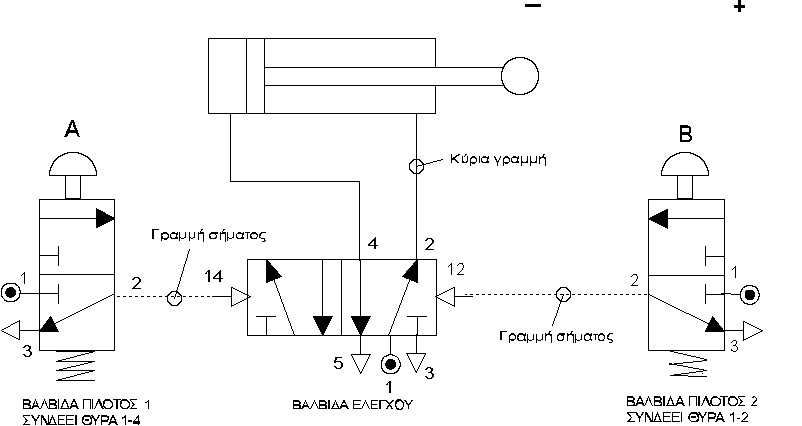 − +
A
B
Κύρια γραμμή
Γραμμή σήματος
4 2
1 2 14 12 2 1
Γραμμή σήματος
3 5 1 3 3
ΒΑΛΒΙΔΑ ΠΙΛΟΤΟΣ 1
ΣΥΝΔΕΕΙ ΘΥΡΑ 1-4
ΒΑΛΒΙΔΑ ΕΛΕΓΧΟΥ
ΒΑΛΒΙΔΑ ΠΙΛΟΤΟΣ 2
ΣΥΝΔΕΕΙ ΘΥΡΑ 1-2